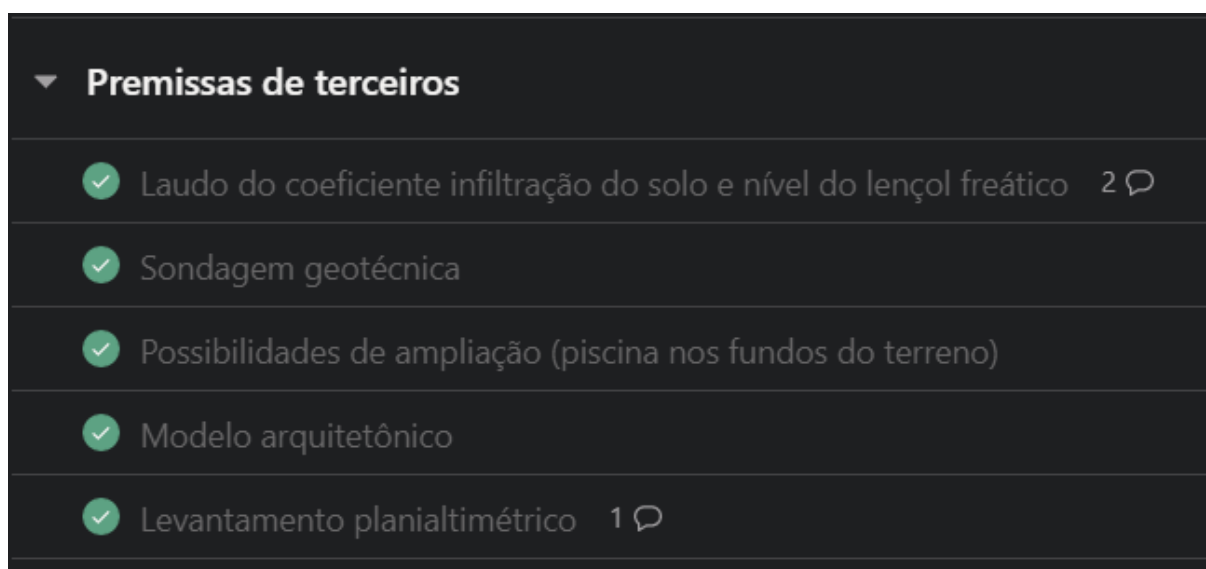 Premissas de terceiros
Laudo do coeficiente infiltração do solo e nível do lençol freático 2
Sondagem geotécnica
Possibilidades de ampliação (piscina nos fundos do terreno)
Modelo arquitetônico
Levantamento planialtimétrico 1